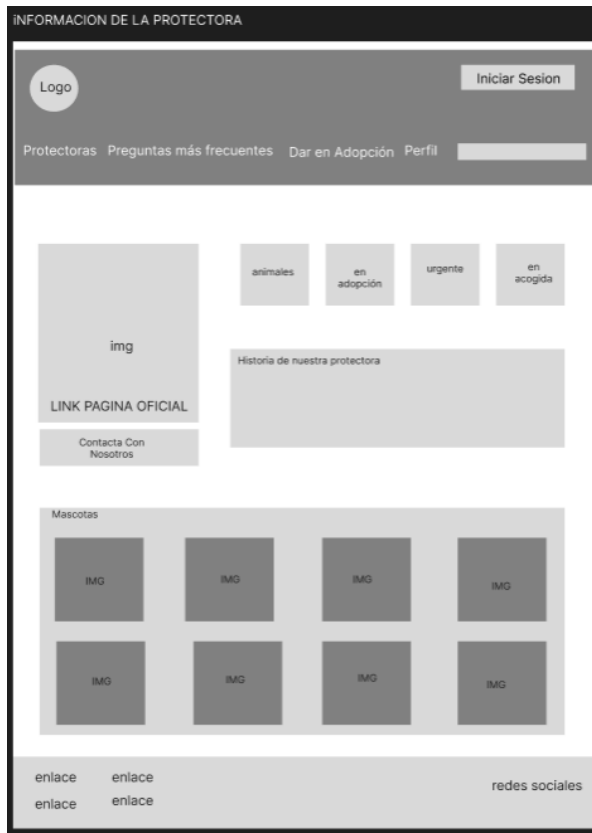 iNFORMACION DE LA PROTECTORA
Logo
Iniciar Sesion
Protectoras
Preguntas más frecuentes
Dar en Adopción
Perfil
animales
en
adopción
urgente
en
acogida
img
LINK PAGINA OFICIAL
Historia de nuestra protectora
Contacta Con
Nosotros
Mascotas
IMG
IMG
IMG
IMG
IMG
IMG
IMG
IMG
enlace
enlace
enlace
enlace
redes sociales